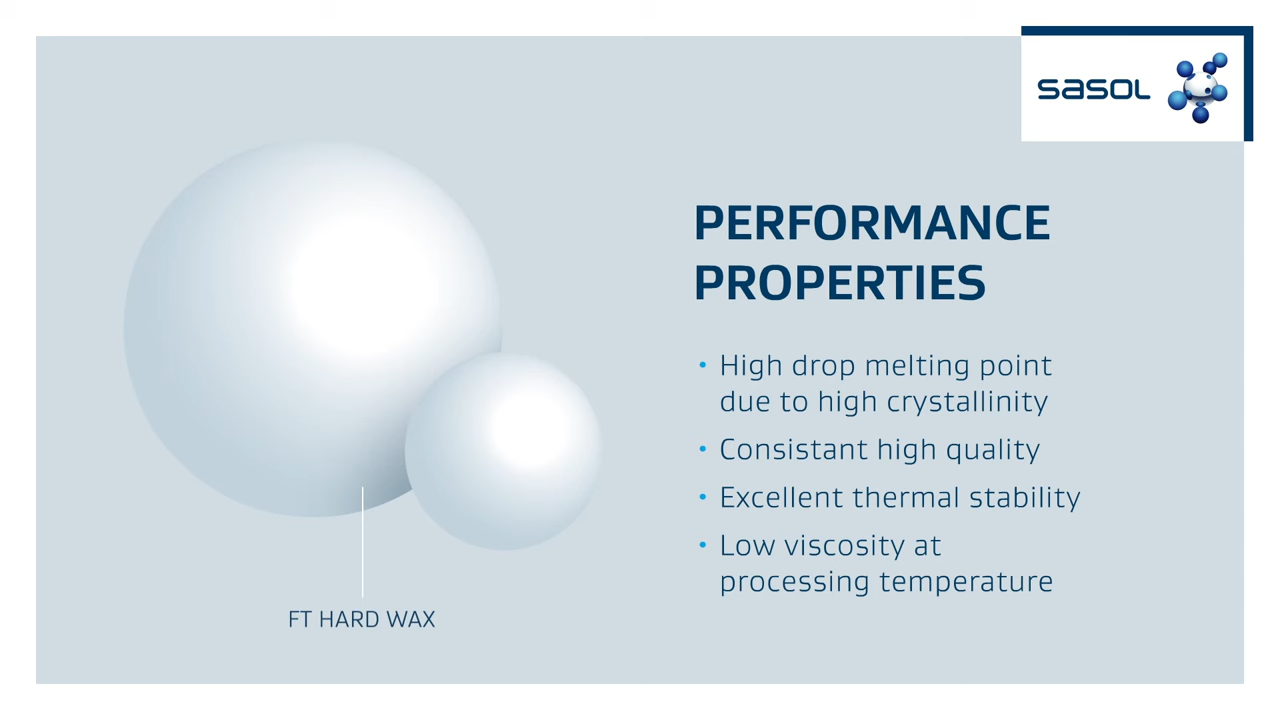 sasol
PERFORMANCE
PROPERTIES
• High drop melting point
due to high crystallinity
• Consistant high quality
• Excellent thermal stability
• Low viscosity at
processing temperature
FT HARD WAX